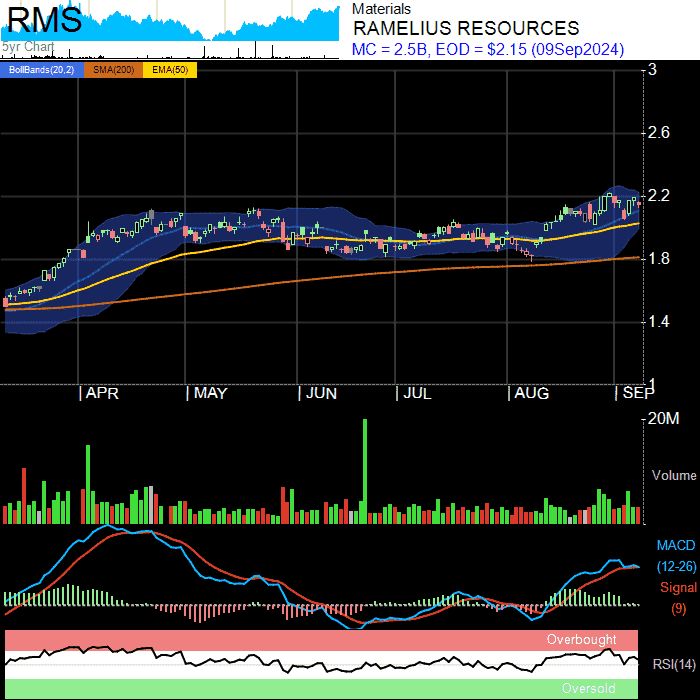 RMS
5yr Chart
Materials
RAMELIUS RESOURCES
MC = 2.5B, EOD = $2.15 (09Sep2024)
BollBands(20,2) SMA(200) EMA(50)
3
2.6
2.2
1.8
1.4
1
APR MAY JUN JUL AUG SEP
20M
Volume
MACD
(12-26)
Signal
(9)
Overbought
RSI(14)
Oversold